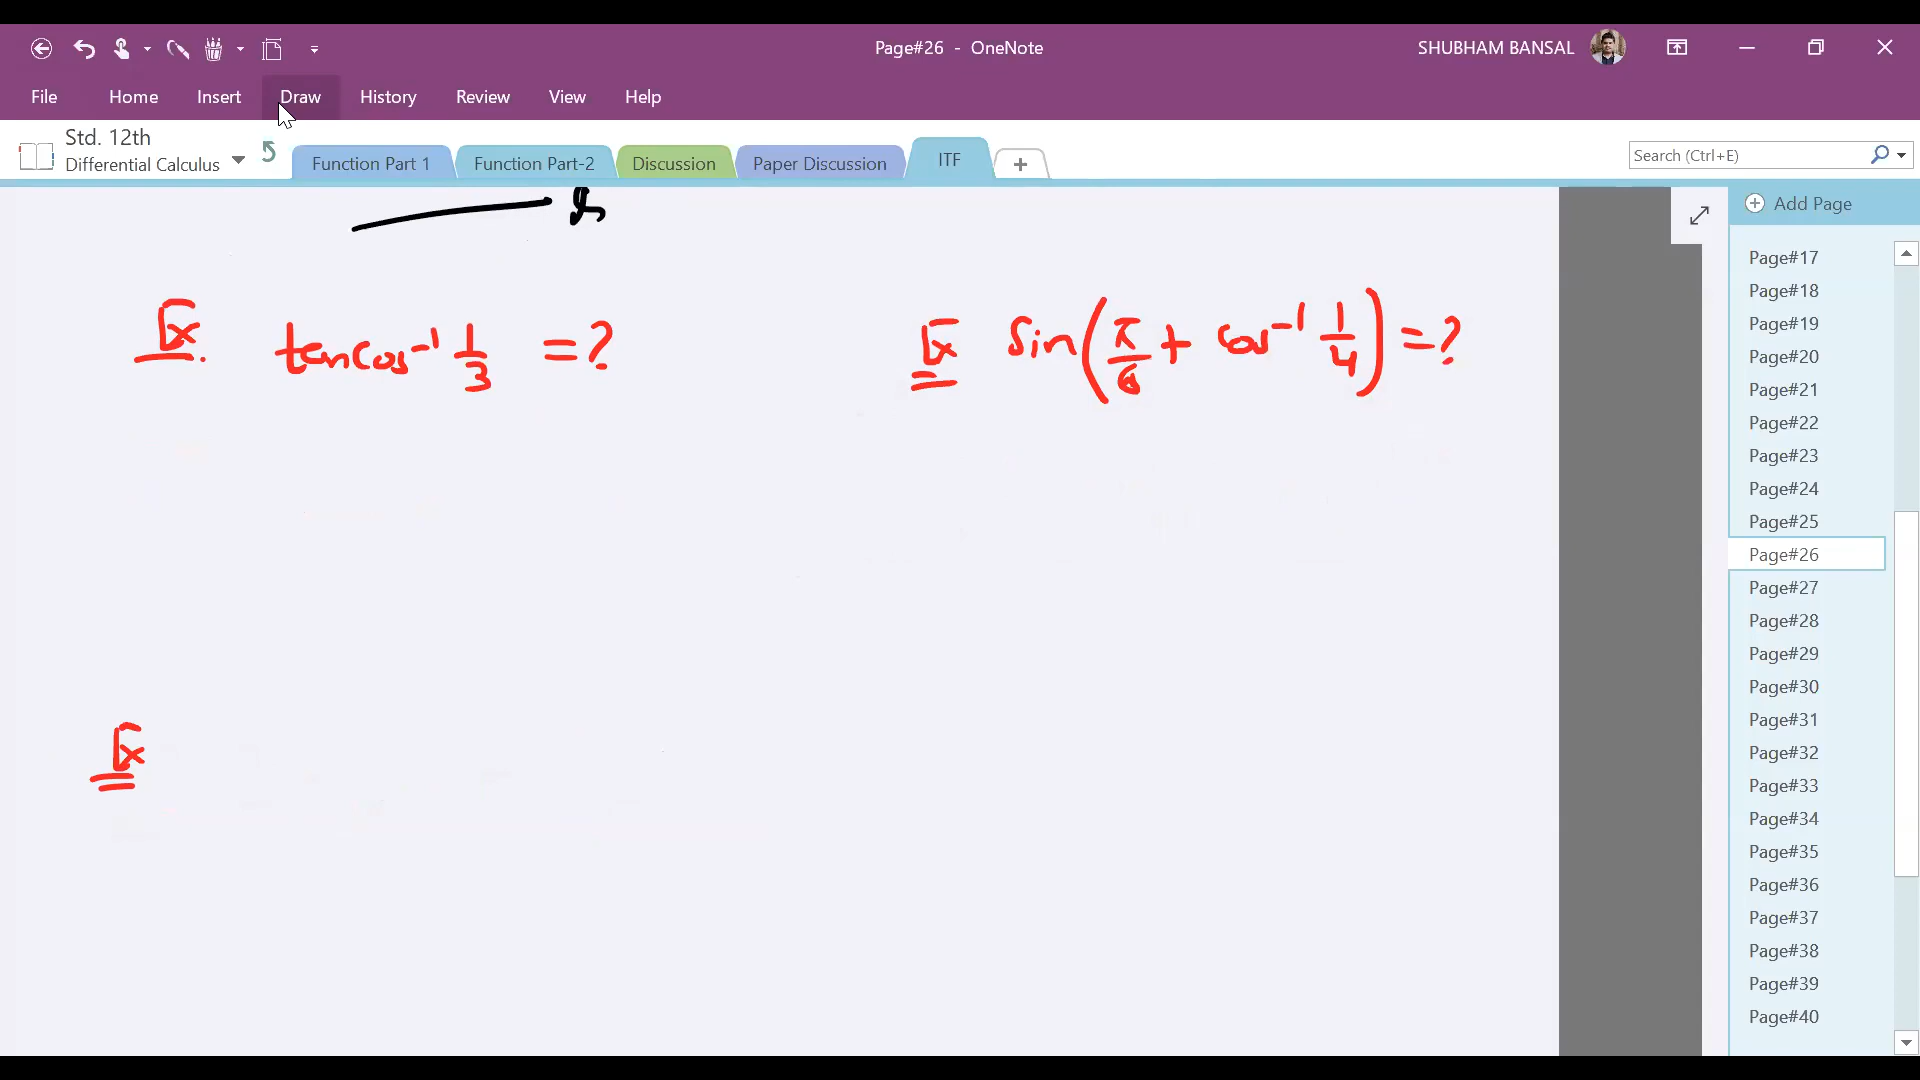 Page#26 - OneNote
SHUBHAM BANSAL
File Home Insert Draw History Review View Help
Std. 12th
Differential Calculus
Function Part 1
Function Part-2
Discussion
Paper Discussion
ITF
Search (Ctrl+E)
Add Page
Ex. tan cos⁻¹ 1/3 = ?
Ex sin(π/6 + cos⁻¹ 1/4) = ?
Ex
Page#17
Page#18
Page#19
Page#20
Page#21
Page#22
Page#23
Page#24
Page#25
Page#26
Page#27
Page#28
Page#29
Page#30
Page#31
Page#32
Page#33
Page#34
Page#35
Page#36
Page#37
Page#38
Page#39
Page#40